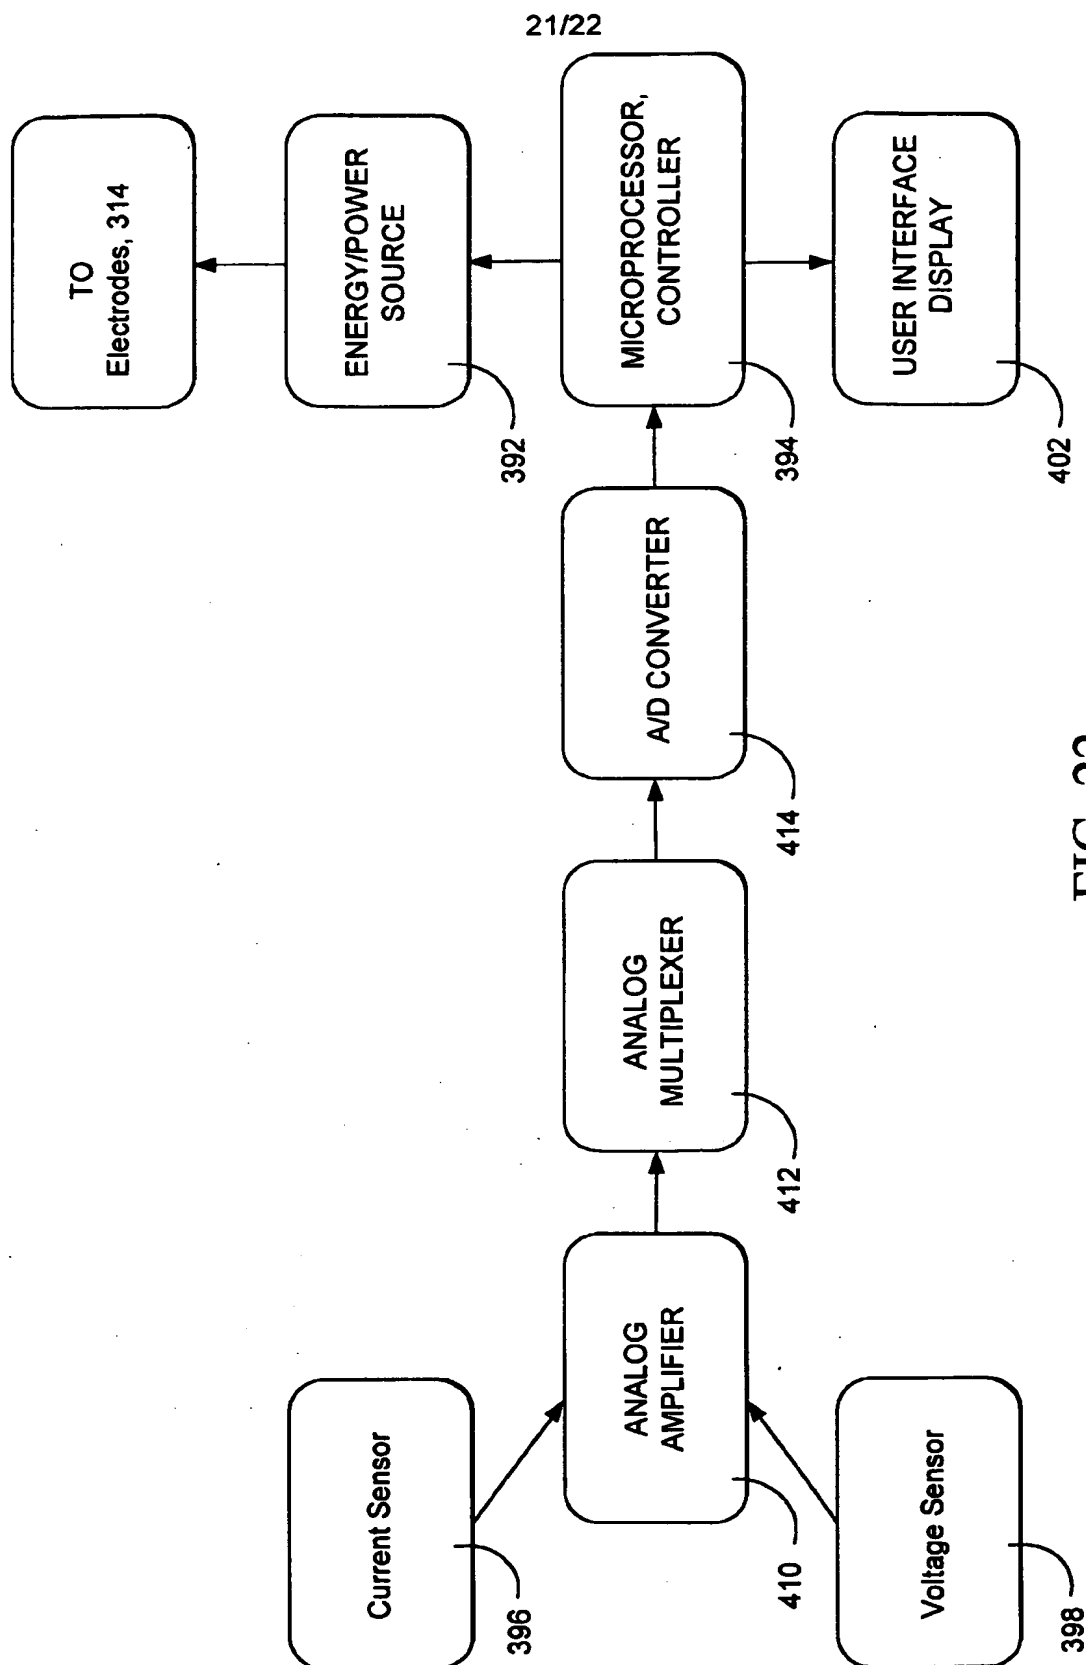 21/22
TO
Electrodes, 314
ENERGY/POWER
SOURCE
392
MICROPROCESSOR,
CONTROLLER
394
USER INTERFACE
DISPLAY
402
A/D CONVERTER
414
ANALOG
MULTIPLEXER
412
ANALOG
AMPLIFIER
410
Current Sensor
396
Voltage Sensor
398